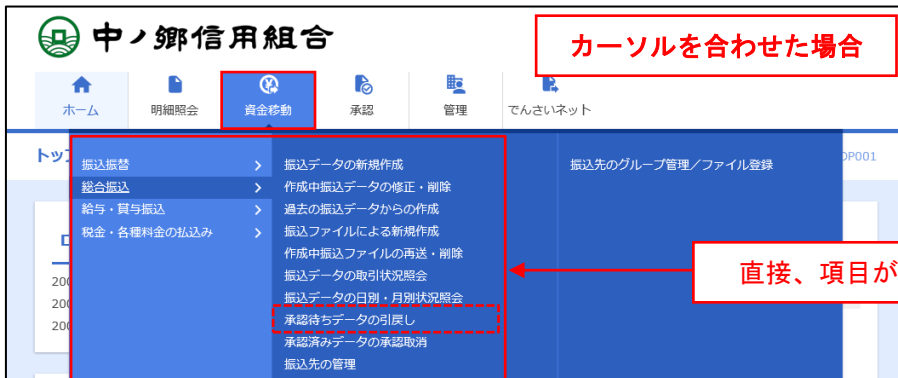 中ノ郷信用組合
カーソルを合わせた場合
ホーム
明細照会
資金移動
承認
管理
でんさいネット
トップ
振込振替
総合振込
給与・賞与振込
税金・各種料金の払込み
振込データの新規作成
作成中振込データの修正・削除
過去の振込データからの作成
振込ファイルによる新規作成
作成中振込ファイルの再送・削除
振込データの取引状況照会
振込データの日別・月別状況照会
承認待ちデータの引戻し
承認済みデータの承認取消
振込先の管理
振込先のグループ管理／ファイル登録
直接、項目が
200
200
200